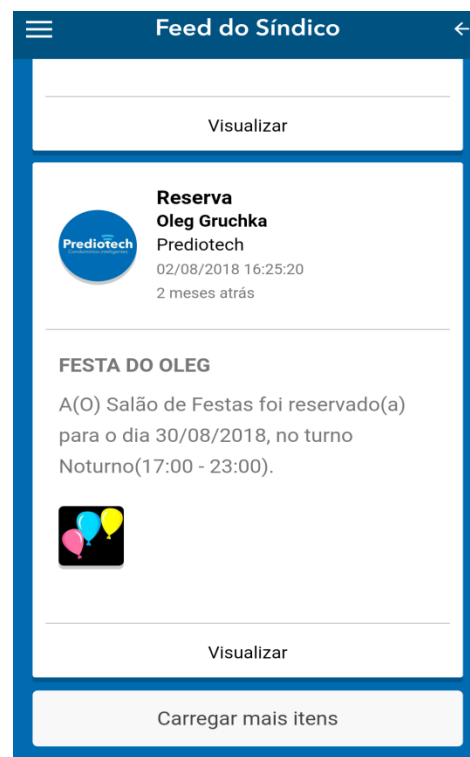 Feed do Síndico
Visualizar
Reserva
Oleg Gruchka
Prediotech
Prediotech
02/08/2018 16:25:20
2 meses atrás
FESTA DO OLEG
A(O) Salão de Festas foi reservado(a)
para o dia 30/08/2018, no turno
Noturno(17:00 - 23:00).
Visualizar
Carregar mais itens